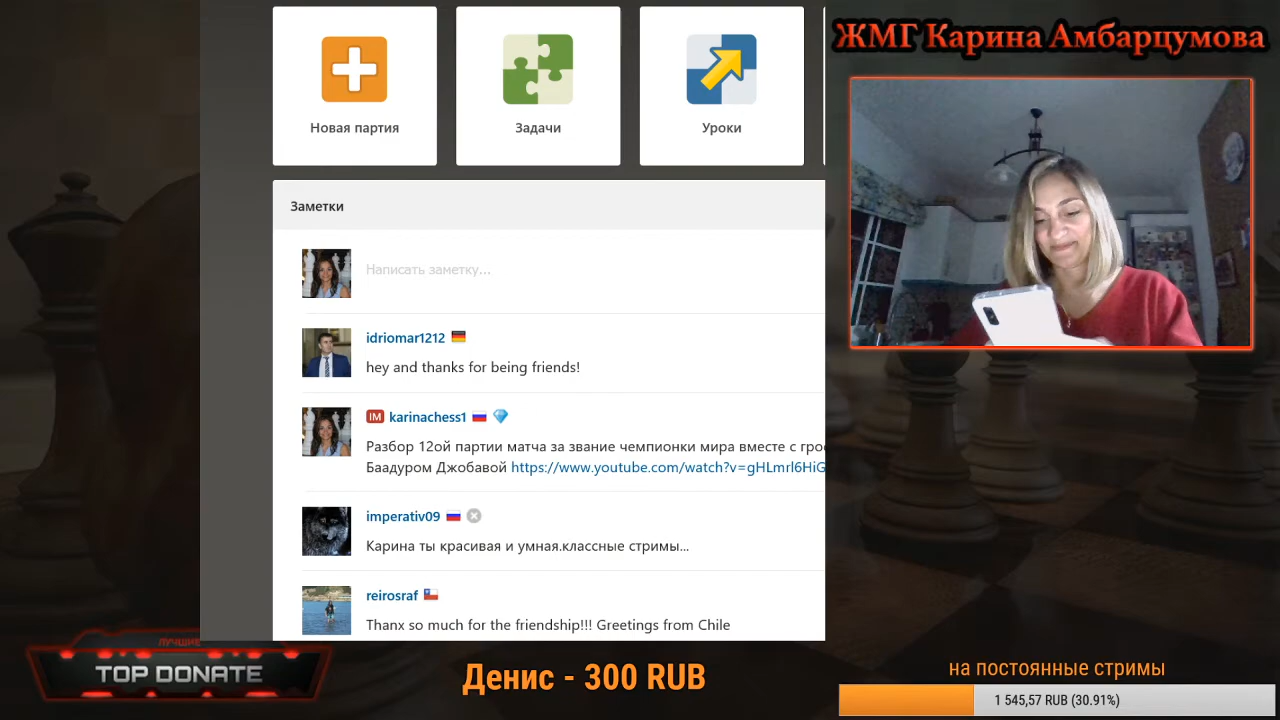 ЖМГ Карина Амбарцумова
Новая партия
Задачи
Уроки
Заметки
Написать заметку...
idriomar1212
hey and thanks for being friends!
IM karinachess1
Разбор 12ой партии матча за звание чемпионки мира вместе с грос
Баадуром Джобавой https://www.youtube.com/watch?v=gHLmrl6HiG
imperativ09
Карина ты красивая и умная.классные стримы...
reirosraf
Thanx so much for the friendship!!! Greetings from Chile
ЛУЧШИЕ
TOP DONATE
Денис - 300 RUB
на постоянные стримы
1 545,57 RUB (30.91%)